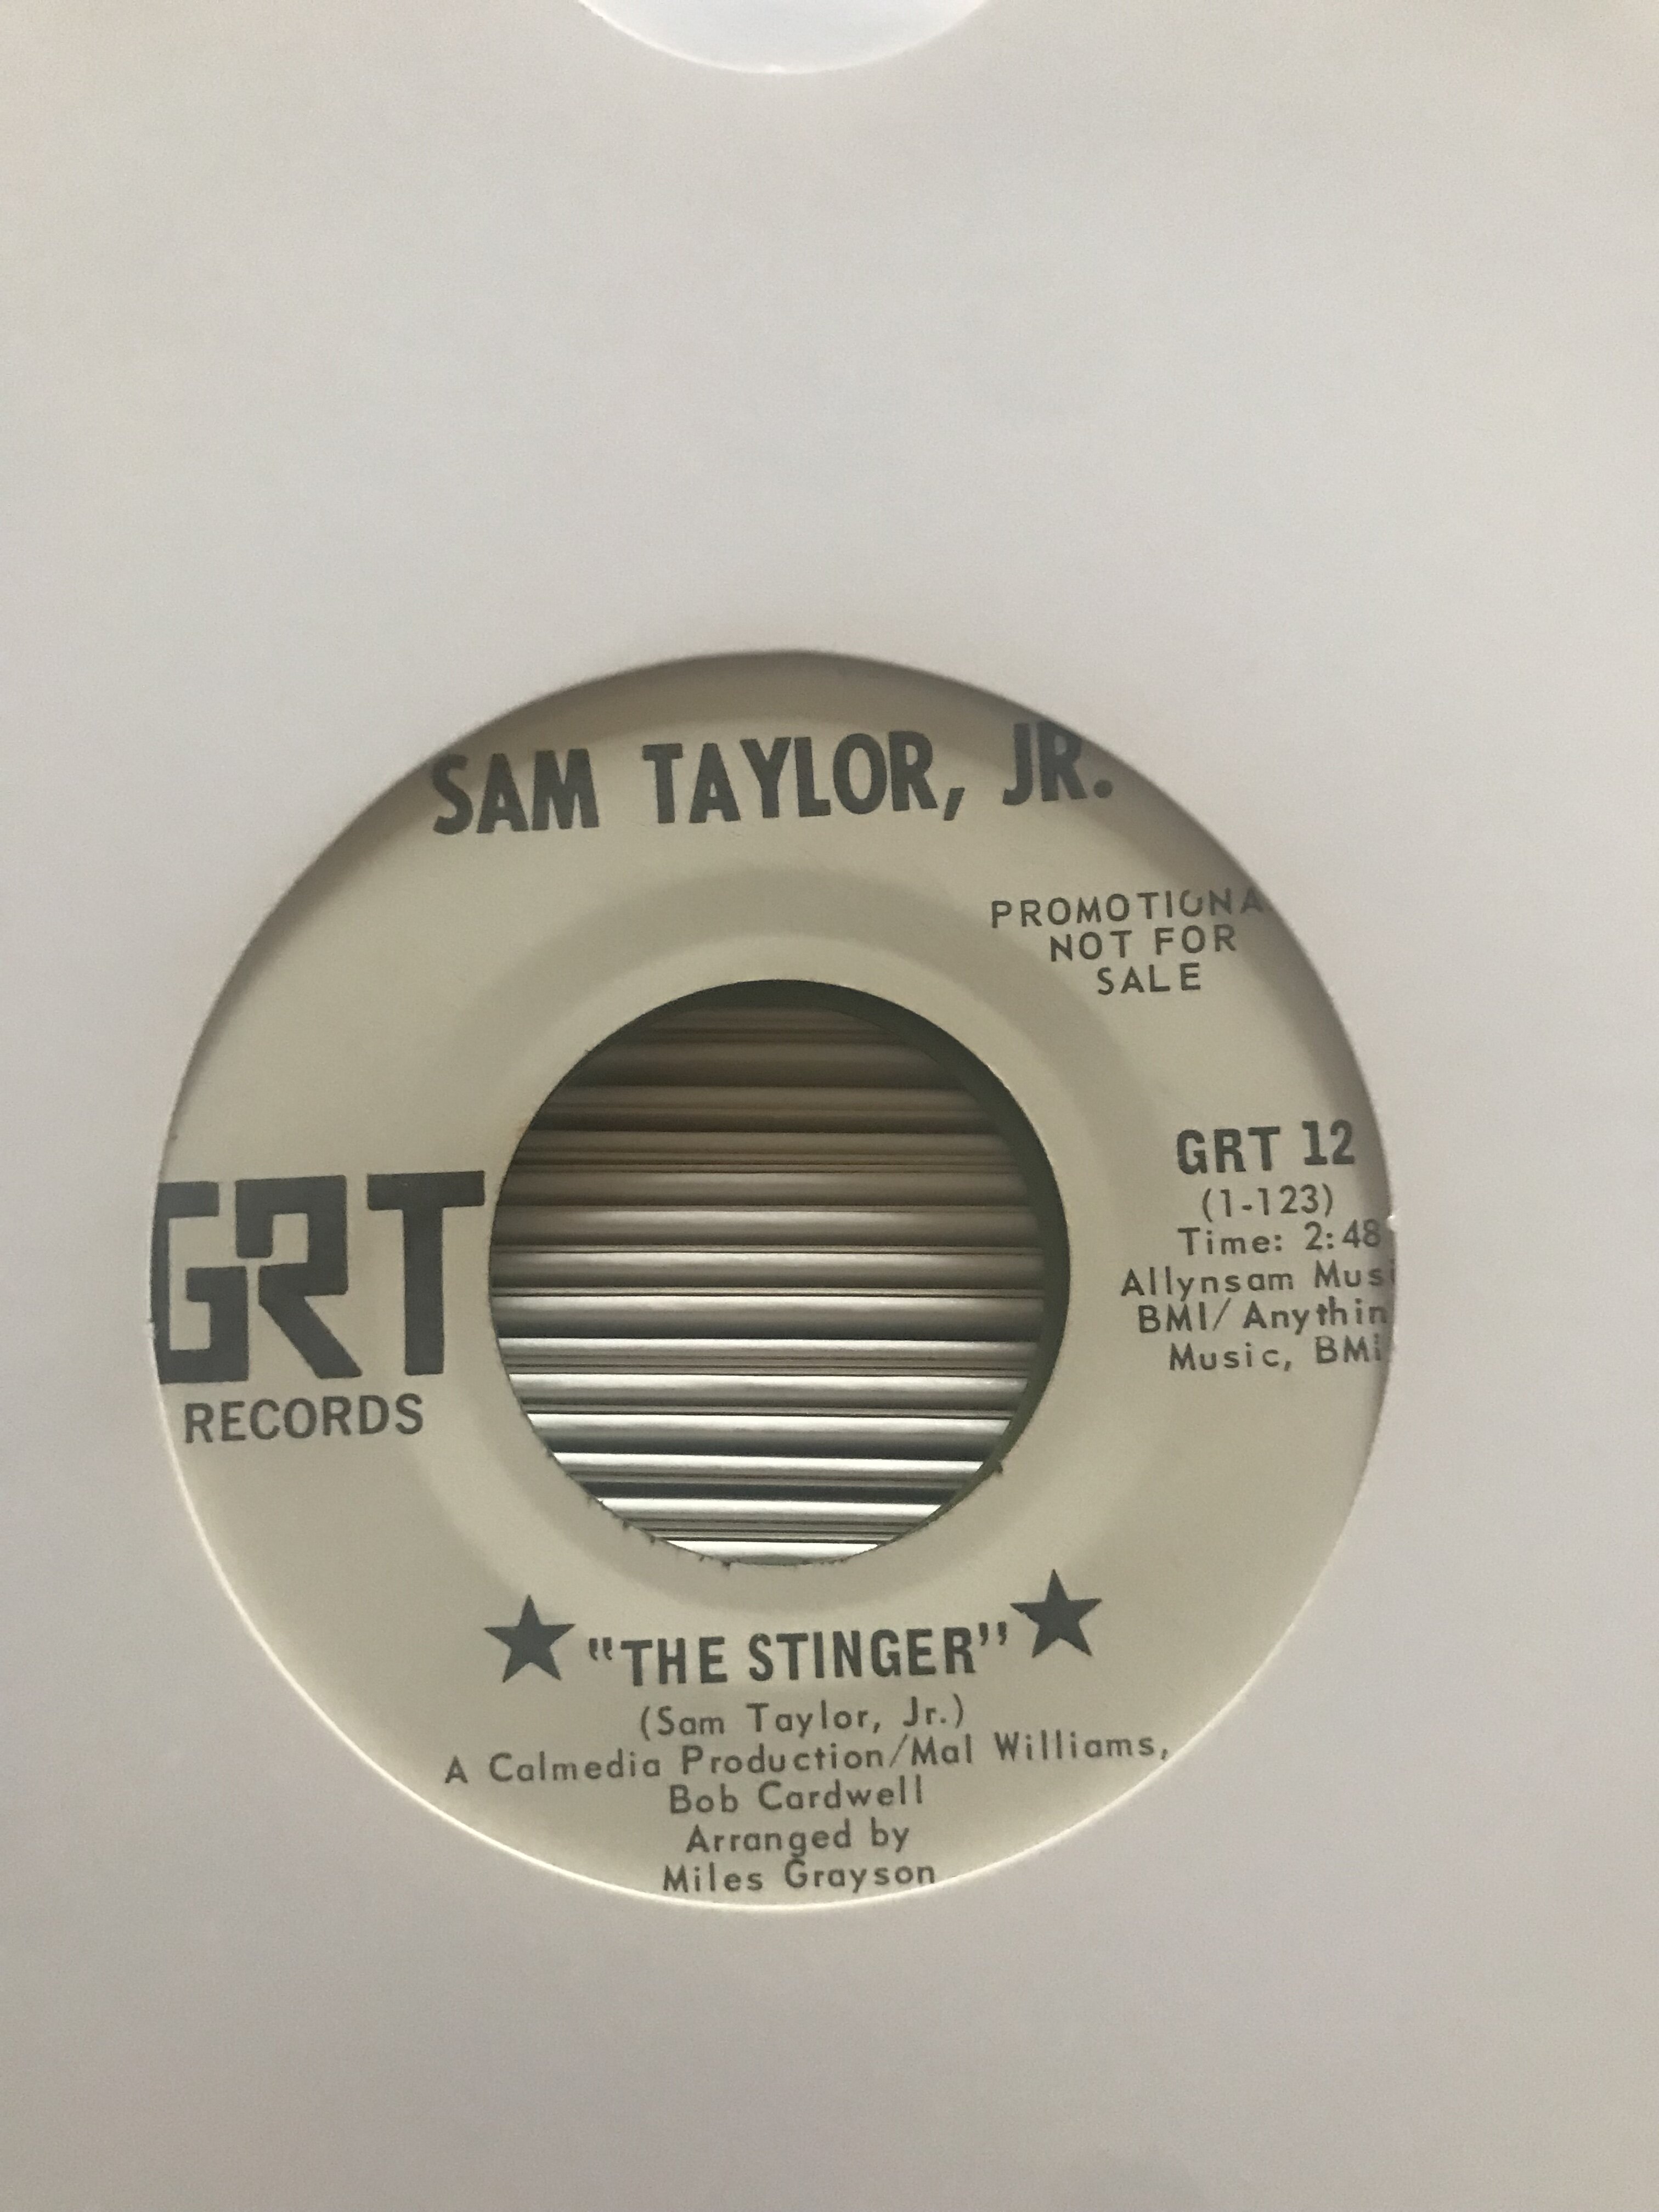 SAM TAYLOR, JR.
PROMOTIONA
NOT FOR
SALE
GRT
RECORDS
GRT 12
(1-123)
Time: 2:48
Allynsam Musi
BMI/Anythin
Music, BMI
★ "THE STINGER" ★
(Sam Taylor, Jr.)
A Calmedia Production/Mal Williams,
Bob Cardwell
Arranged by
Miles Grayson